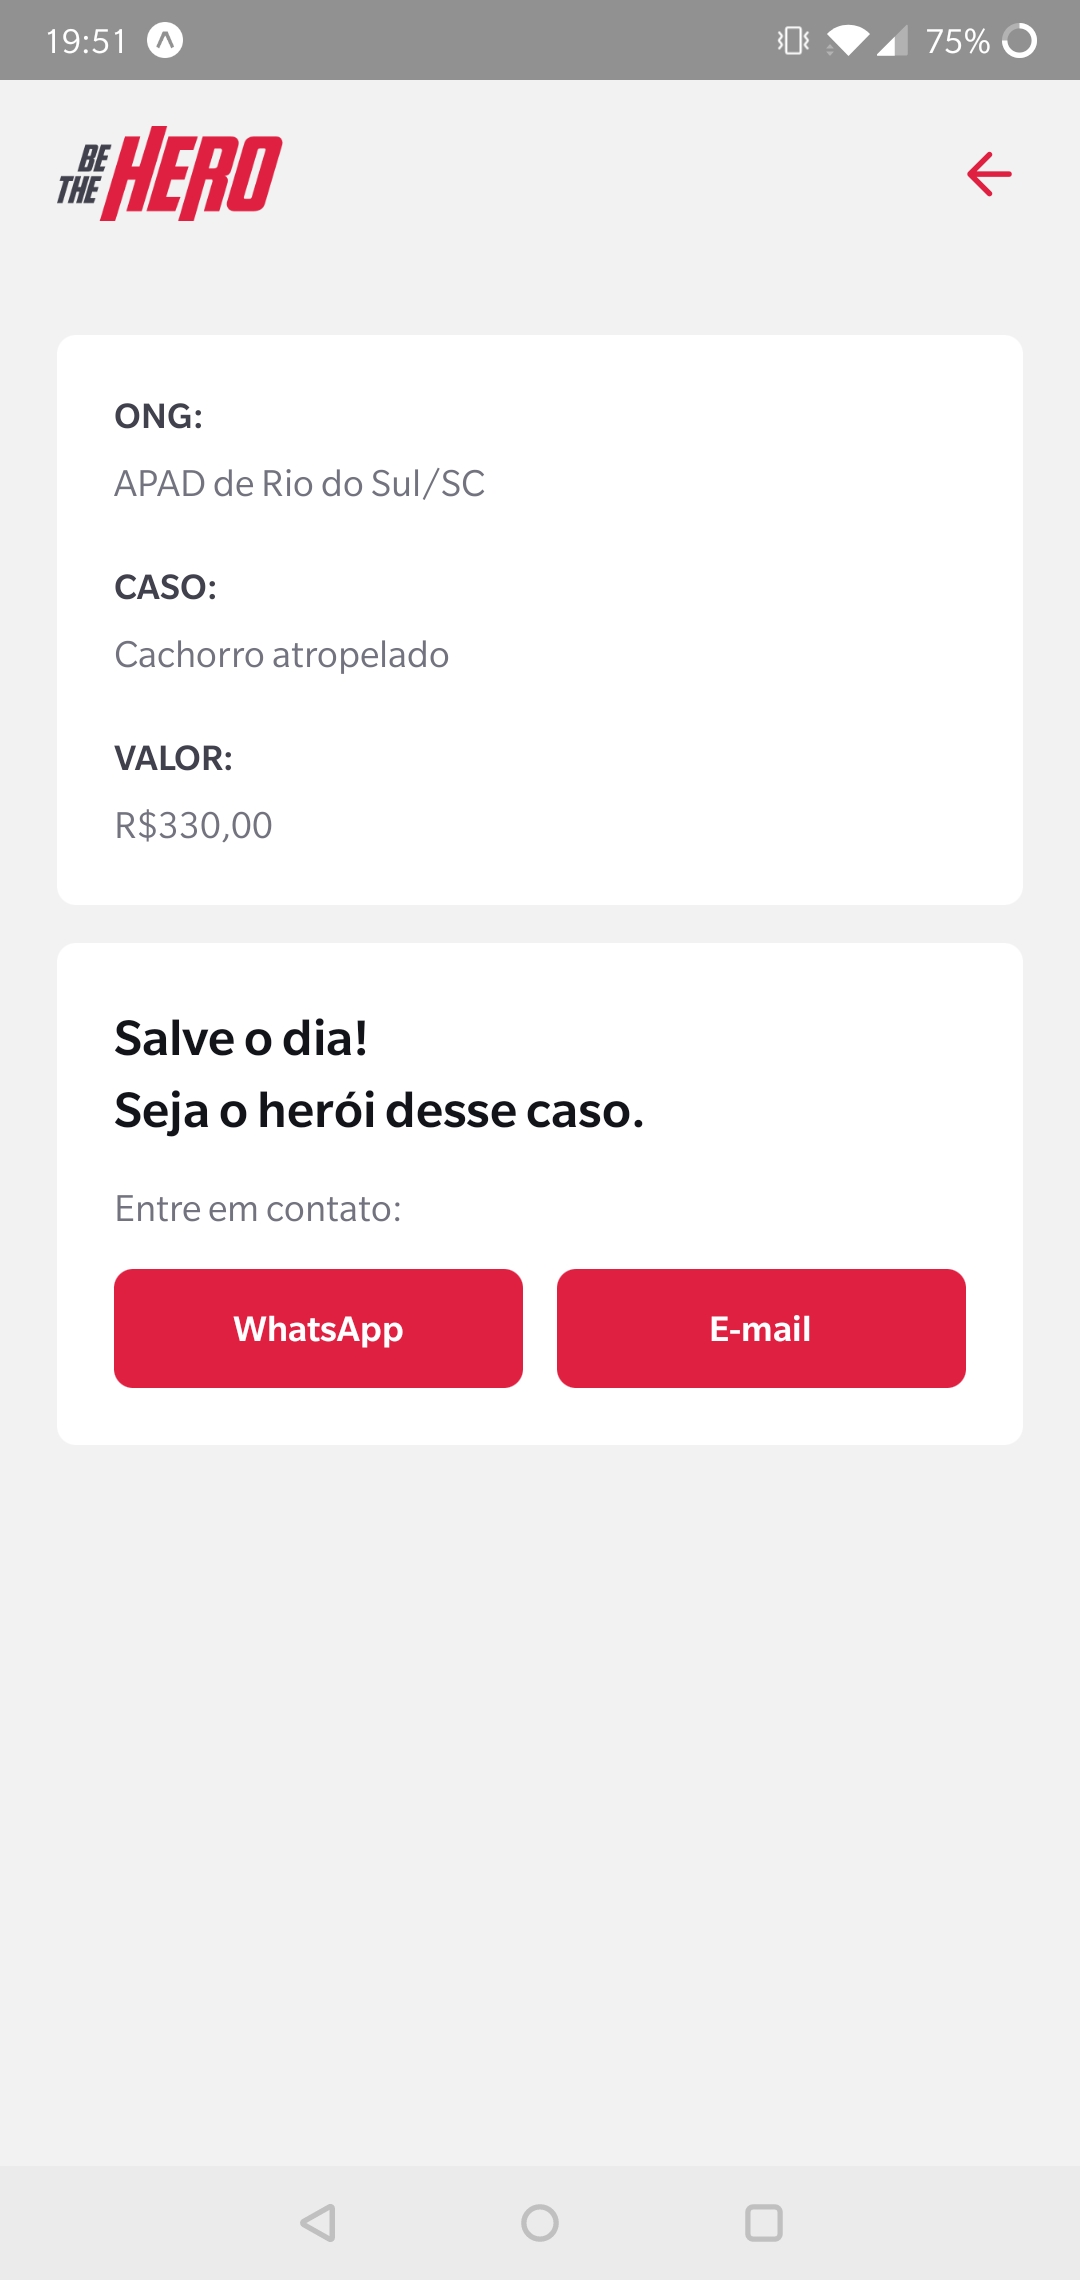 19:51
75%
BE
THE
HERO
ONG:
APAD de Rio do Sul/SC
CASO:
Cachorro atropelado
VALOR:
R$330,00
Salve o dia!
Seja o herói desse caso.
Entre em contato:
WhatsApp
E-mail